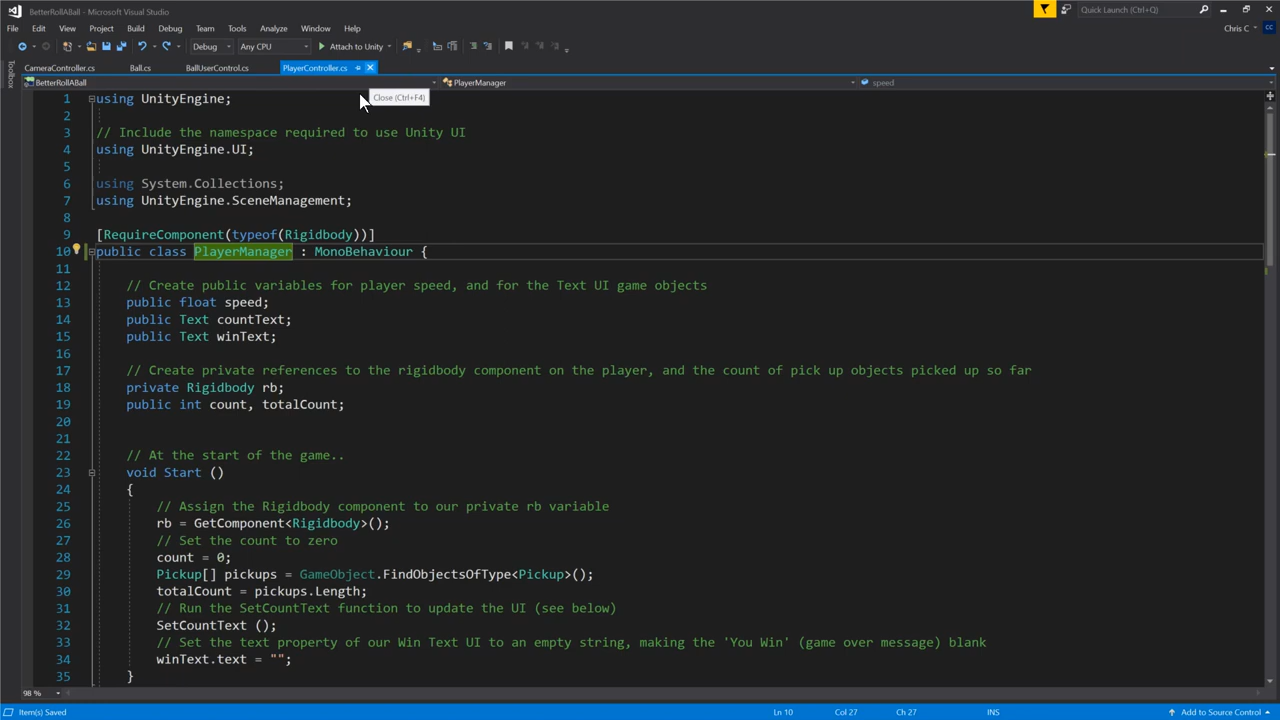 BetterRollABall - Microsoft Visual Studio
Quick Launch (Ctrl+Q)
File Edit View Project Build Debug Team Tools Analyze Window Help
Chris C
Debug Any CPU Attach to Unity
CameraController.cs Ball.cs BallUserControl.cs PlayerController.cs
Toolbox
BetterRollABall PlayerManager speed
Close (Ctrl+F4)
1 using UnityEngine;
2
3 // Include the namespace required to use Unity UI
4 using UnityEngine.UI;
5
6 using System.Collections;
7 using UnityEngine.SceneManagement;
8
9 [RequireComponent(typeof(Rigidbody))]
10 public class PlayerManager : MonoBehaviour {
11
12 // Create public variables for player speed, and for the Text UI game objects
13 public float speed;
14 public Text countText;
15 public Text winText;
16
17 // Create private references to the rigidbody component on the player, and the count of pick up objects picked up so far
18 private Rigidbody rb;
19 public int count, totalCount;
20
21
22 // At the start of the game..
23 void Start ()
24 {
25 // Assign the Rigidbody component to our private rb variable
26 rb = GetComponent<Rigidbody>();
27 // Set the count to zero
28 count = 0;
29 Pickup[] pickups = GameObject.FindObjectsOfType<Pickup>();
30 totalCount = pickups.Length;
31 // Run the SetCountText function to update the UI (see below)
32 SetCountText ();
33 // Set the text property of our Win Text UI to an empty string, making the 'You Win' (game over message) blank
34 winText.text = "";
35 }
98 %
Item(s) Saved Ln 10 Col 27 Ch 27 INS Add to Source Control